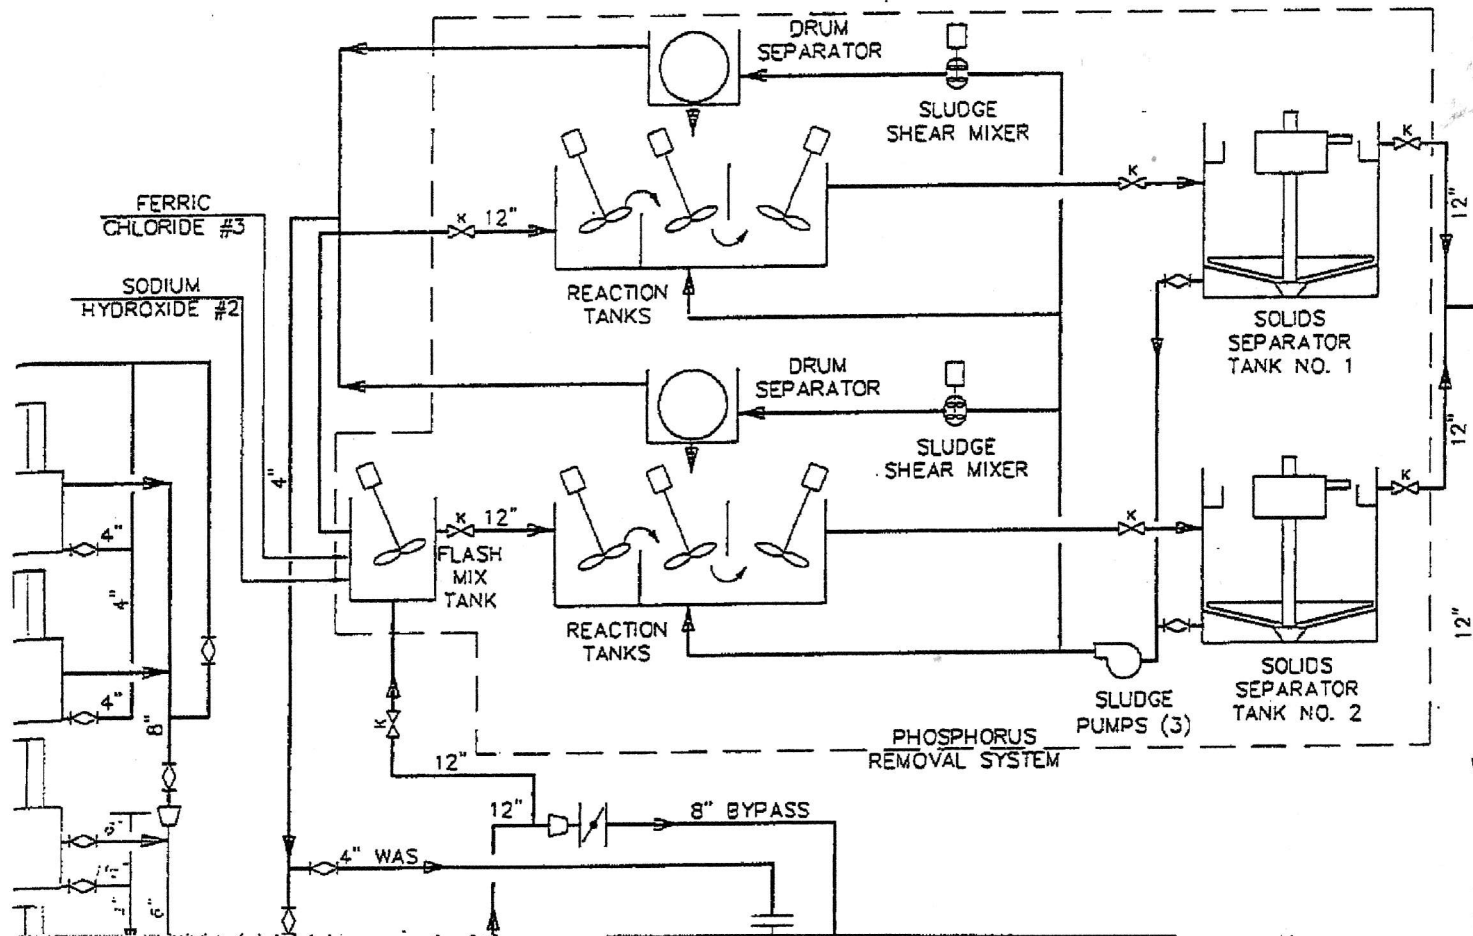 DRUM
SEPARATOR
SLUDGE
SHEAR MIXER
K
12"
K
FERRIC
CHLORIDE #3
K
12"
SODIUM
HYDROXIDE #2
REACTION
TANKS
SOLIDS
SEPARATOR
TANK NO. 1
DRUM
SEPARATOR
SLUDGE
SHEAR MIXER
12"
4"
K
K
12"
K
FLASH
MIX
TANK
4"
4"
REACTION
TANKS
12"
4"
8"
SOLIDS
SEPARATOR
TANK NO. 2
SLUDGE
PUMPS (3)
K
PHOSPHORUS
REMOVAL SYSTEM
12"
12"
8" BYPASS
4" WAS
6"